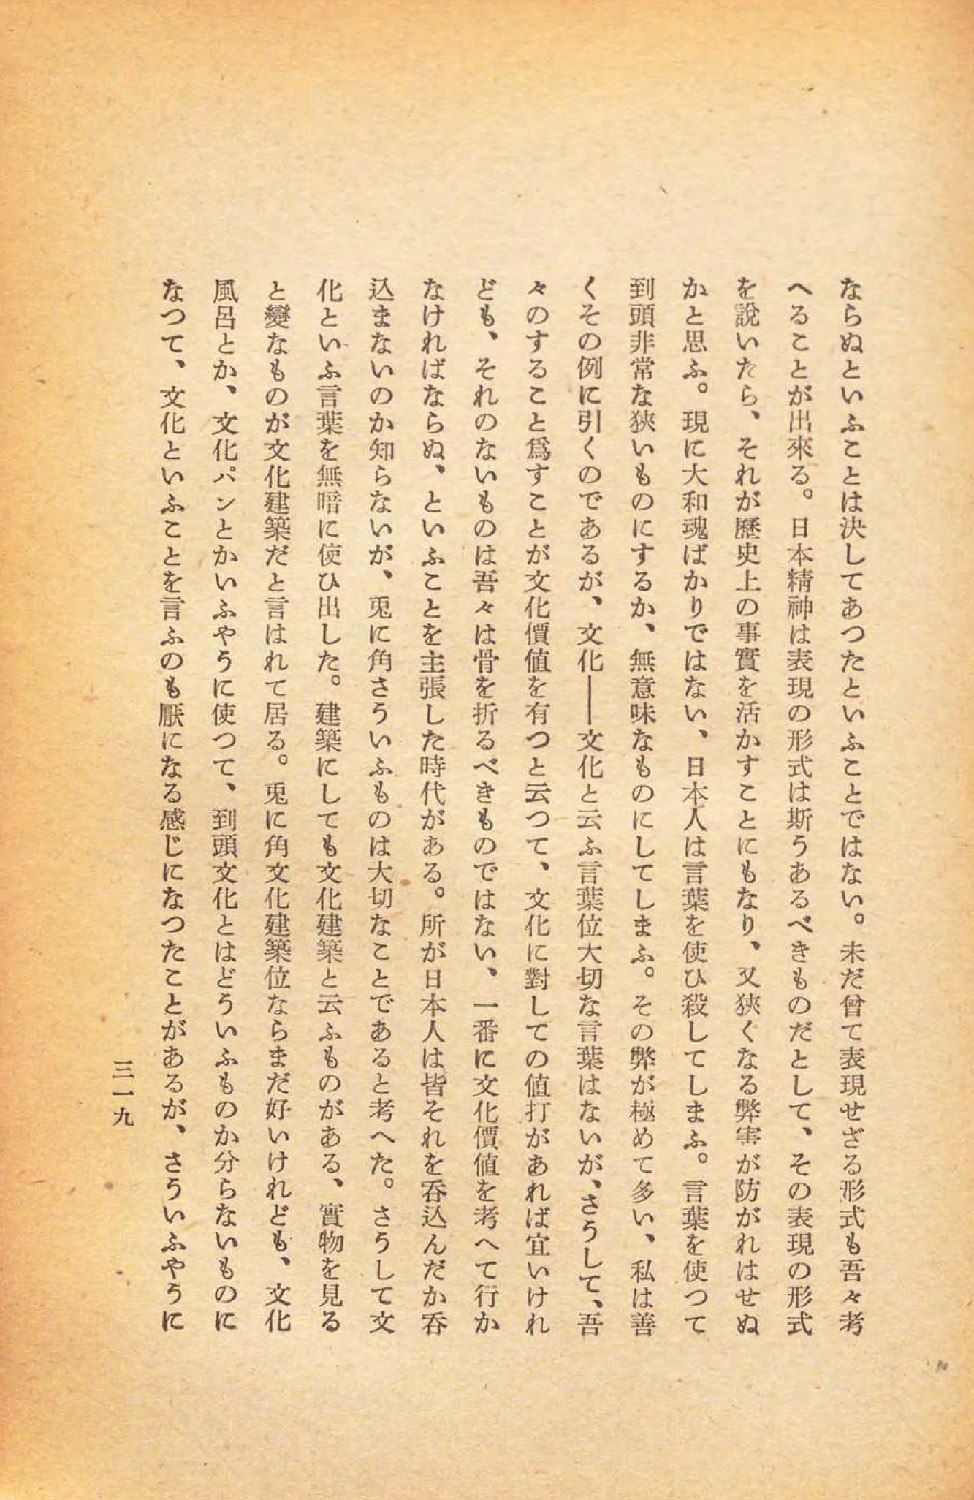 ならぬといふことは決してあつたといふことではない。未だ曾て表現せざる形式も吾々考
へることが出來る。日本精神は表現の形式は斯うあるべきものだとして、その表現の形式
を説いたら、それが歷史上の事實を活かすことにもなり、又狹くなる弊害が防がれはせぬ
かと思ふ。現に大和魂ばかりではない、日本人は言葉を使ひ殺してしまふ。言葉を使つて
到頭非常な狹いものにするか、無意味なものにしてしまふ。その弊が極めて多い、私は善
くその例に引くのであるが、文化――文化と云ふ言葉位大切な言葉はないが、さうして、吾
々のすること爲すことが文化價値を有つと云つて、文化に對しての値打があれば宜いけれ
ども、それのないものは吾々は骨を折るべきものではない、一番に文化價値を考へて行か
なければならぬ、といふことを主張した時代がある。所が日本人は皆それを呑込んだか呑
込まないのか知らないが、兎に角さういふものは大切なことであると考へた。さうして文
化といふ言葉を無暗に使ひ出した。建築にしても文化建築と云ふものがある、實物を見る
と變なものが文化建築だと言はれて居る。兎に角文化建築位ならまだ好いけれども、文化
風呂とか、文化パンとかいふやうに使つて、到頭文化とはどういふものか分らないものに
なつて、文化といふことを言ふのも厭になる感じになつたことがあるが、さういふやうに
三一九